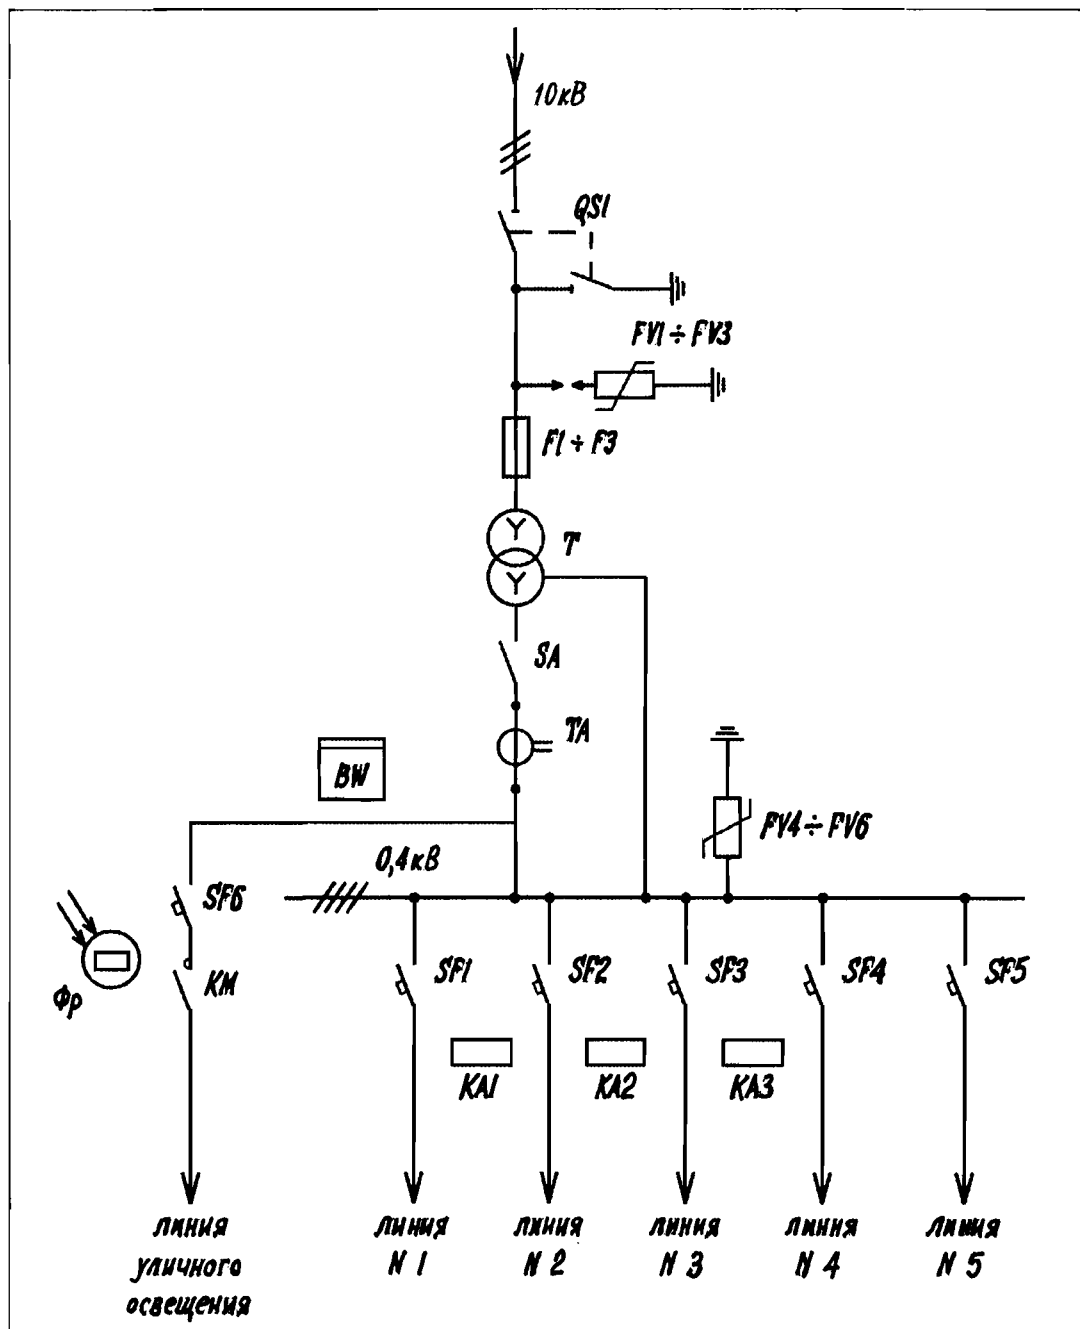 10кВ
QS1
FV1÷FV3
F1÷F3
Y
T
Y
SA
TA
BW
FV4÷FV6
0,4кВ
SF6
SF1
SF2
SF3
SF4
SF5
KM
Фр
KA1
KA2
KA3
линия уличного освещения
линия N 1
линия N 2
линия N 3
линия N 4
линия N 5